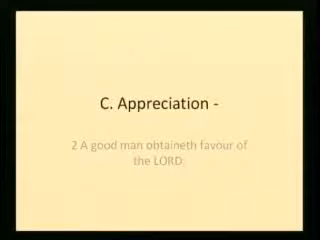 C. Appreciation -
2 A good man obtaineth favour of
the LORD: